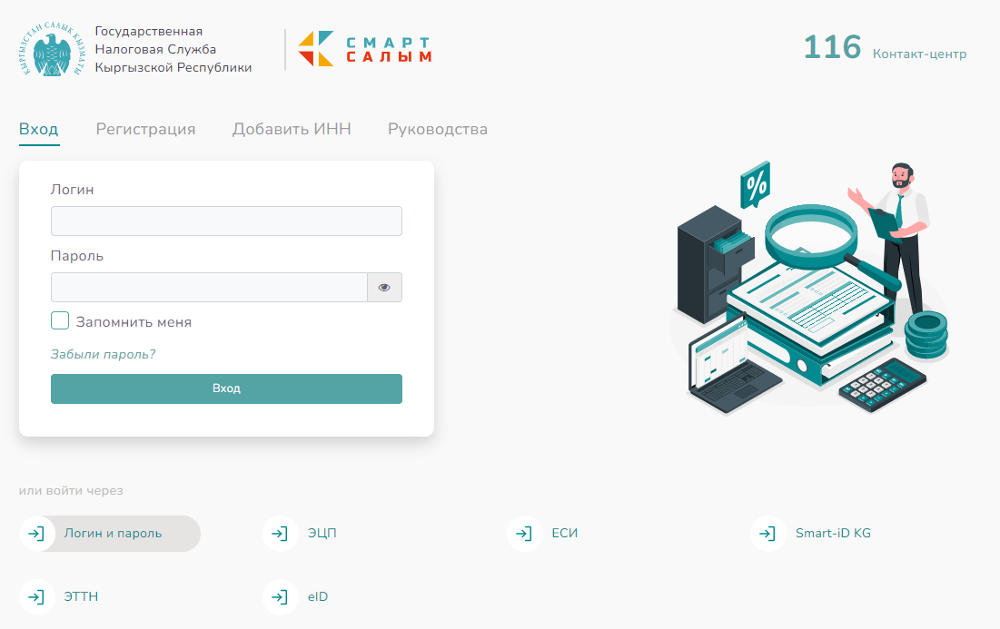 КЫРГЫЗСТАН САЛЫК КЫЗМАТЫ
Государственная
Налоговая Служба
Кыргызской Республики
СМАРТ
САЛЫМ
116 Контакт-центр
Вход Регистрация Добавить ИНН Руководства
Логин
Пароль
Запомнить меня
Забыли пароль?
Вход
%
или войти через
Логин и пароль ЭЦП ЕСИ Smart-iD KG
ЭТТН eID